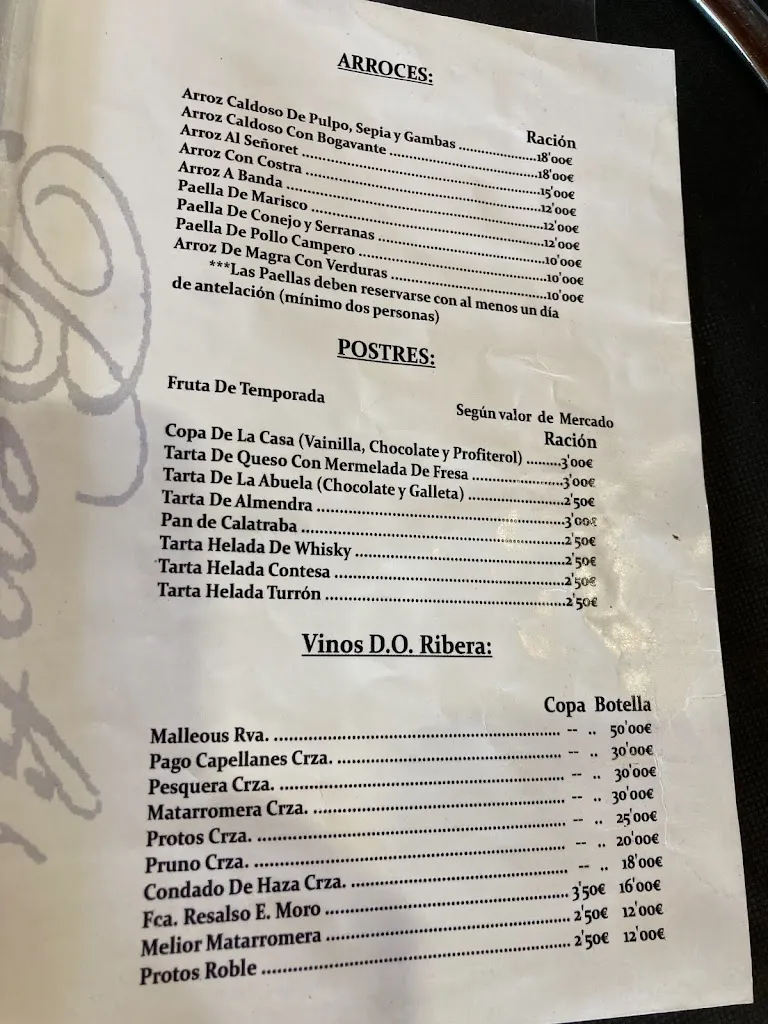 ARROCES:
Ración
Arroz Caldoso De Pulpo, Sepia y Gambas ..................18'00€
Arroz Caldoso Con Bogavante ..................18'00€
Arroz Al Señoret ..................15'00€
Arroz Con Costra ..................12'00€
Arroz A Banda ..................12'00€
Paella De Marisco ..................12'00€
Paella De Conejo y Serranas ..................10'00€
Paella De Pollo Campero ..................10'00€
Arroz De Magra Con Verduras ..................10'00€
***Las Paellas deben reservarse con al menos un día
de antelación (mínimo dos personas)
POSTRES:
Fruta De Temporada Según valor de Mercado
Ración
Copa De La Casa (Vainilla, Chocolate y Profiterol) .........3'00€
Tarta De Queso Con Mermelada De Fresa ..................3'00€
Tarta De La Abuela (Chocolate y Galleta) ..................2'50€
Tarta De Almendra ..................3'00€
Pan de Calatraba ..................2'50€
Tarta Helada De Whisky ..................2'50€
Tarta Helada Contesa ..................2'50€
Tarta Helada Turrón ..................2'50€
Vinos D.O. Ribera:
Copa Botella
Malleous Rva. .................. -- .. 50'00€
Pago Capellanes Crza. .................. -- .. 30'00€
Pesquera Crza. .................. -- .. 30'00€
Matarromera Crza. .................. -- .. 30'00€
Protos Crza. .................. -- .. 25'00€
Pruno Crza. .................. -- .. 20'00€
Condado De Haza Crza. .................. -- .. 18'00€
Fca. Resalso E. Moro ..................3'50€ 16'00€
Melior Matarromera ..................2'50€ 12'00€
Protos Roble ..................2'50€ 12'00€